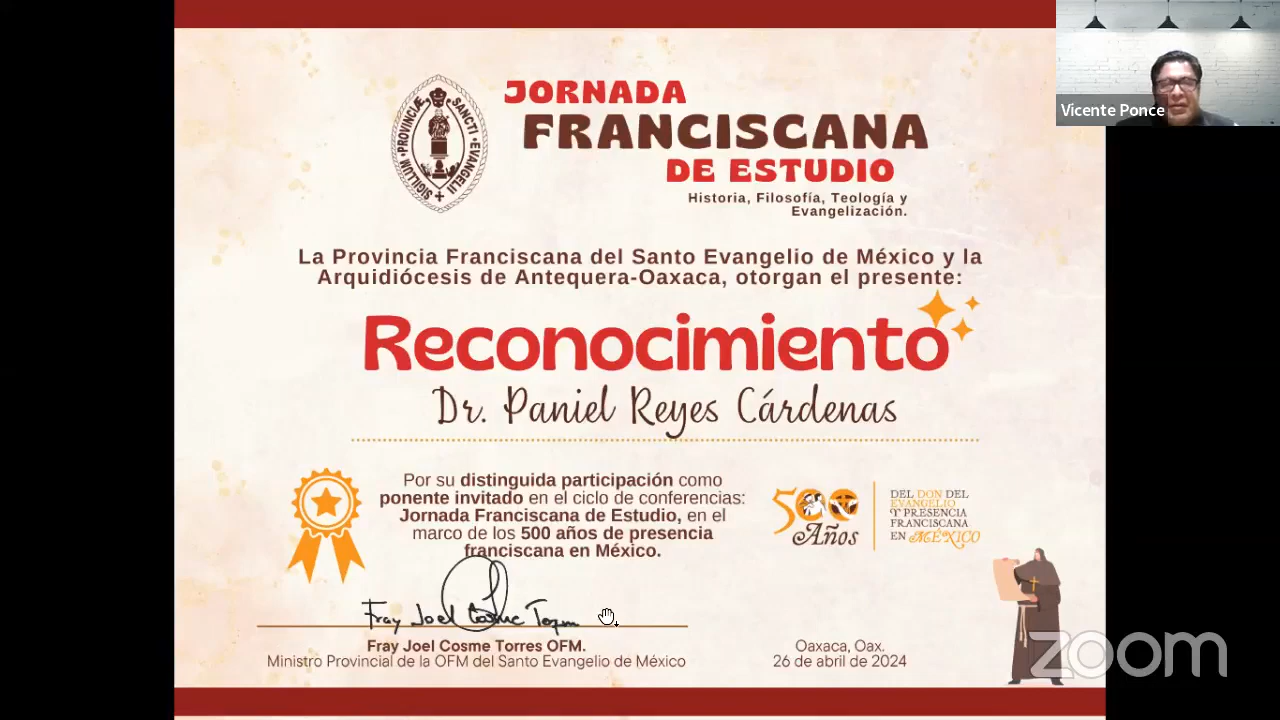 Vicente Ponce
SIGILLUM PROVINCIÆ SANCTI EVANGELII
JORNADA
FRANCISCANA
DE ESTUDIO
Historia, Filosofía, Teología y
Evangelización.
La Provincia Franciscana del Santo Evangelio de México y la
Arquidiócesis de Antequera-Oaxaca, otorgan el presente:
Reconocimiento
Dr. Paniel Reyes Cárdenas
Por su distinguida participación como
ponente invitado en el ciclo de conferencias:
Jornada Franciscana de Estudio, en el
marco de los 500 años de presencia
franciscana en México.
500
Años
DEL DON DEL
EVANGELIO
Y PRESENCIA
FRANCISCANA
EN MÉXICO
Fray Joel Cosme Torres
Fray Joel Cosme Torres OFM.
Ministro Provincial de la OFM del Santo Evangelio de México
Oaxaca, Oax.
26 de abril de 2024
zoom